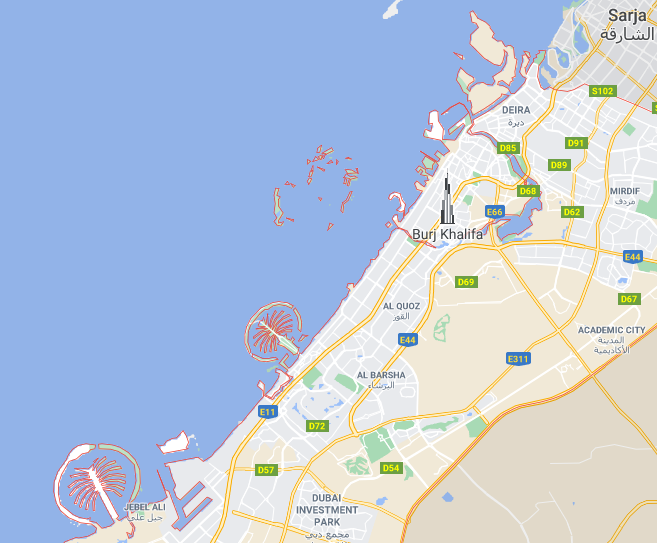 Sarja
الشارقة
S102
DEIRA
ديرة
D85
D91
D89
D68
MIRDIF
مردف
E66
D62
Burj Khalifa
E44
D69
D67
AL QUOZ
القوز
E44
ACADEMIC CITY
المدينة
الأكاديمية
E311
AL BARSHA
البرشاء
E11
D72
D57
D54
JEBEL ALI
جبل علي
DUBAI
INVESTMENT
PARK
مجمع دبي